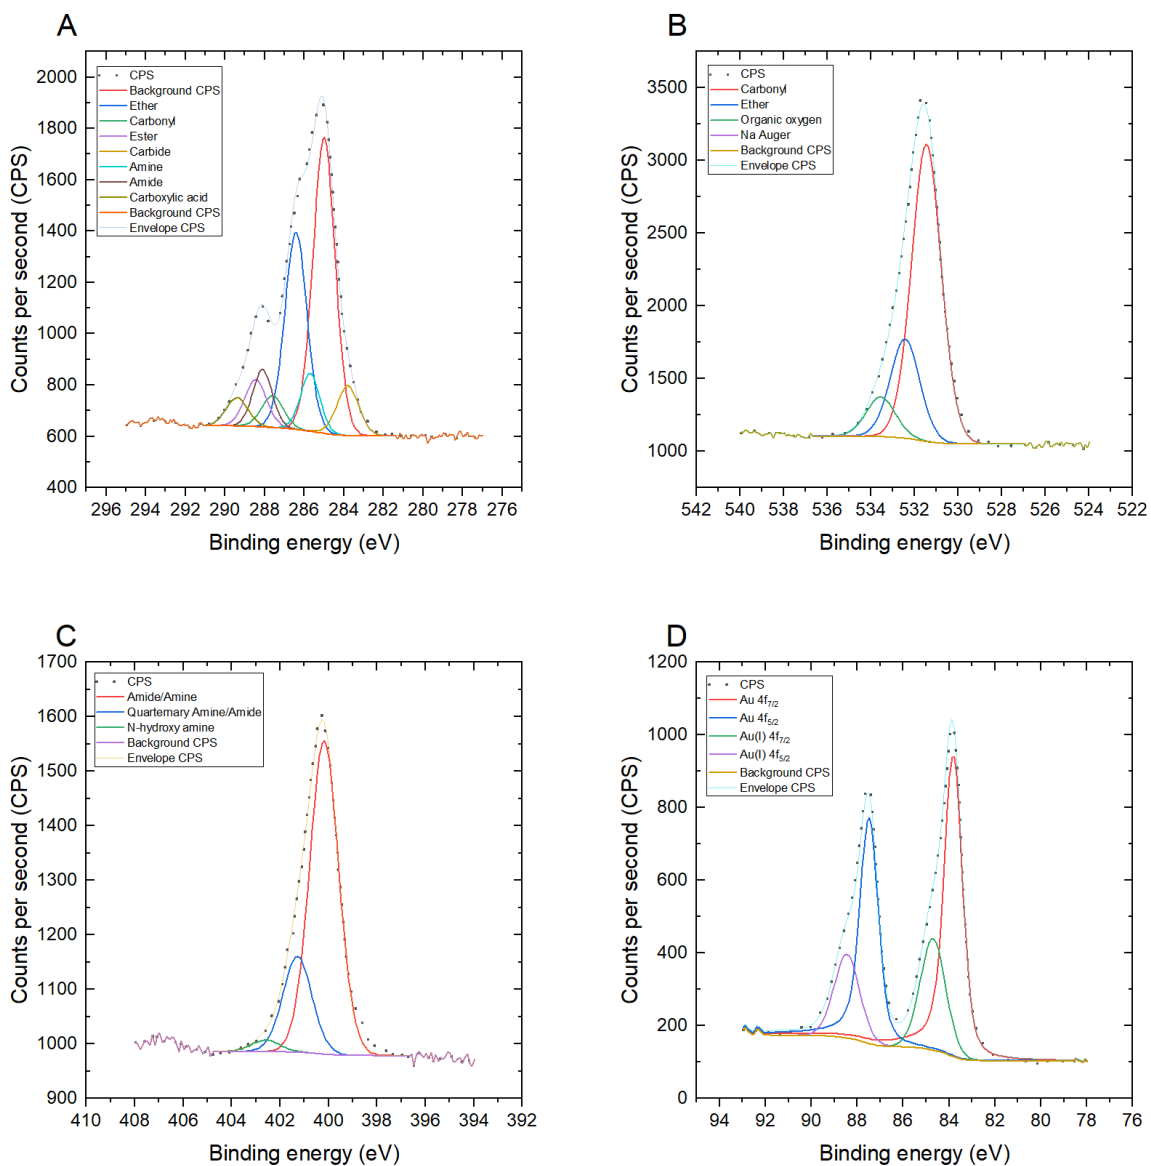 A
CPS
Background CPS
Ether
Carbonyl
Ester
Carbide
Amine
Amide
Carboxylic acid
Background CPS
Envelope CPS
Counts per second (CPS)
2000
1800
1600
1400
1200
1000
800
600
400
296 294 292 290 288 286 284 282 280 278 276
Binding energy (eV)
B
CPS
Carbonyl
Ether
Organic oxygen
Na Auger
Background CPS
Envelope CPS
Counts per second (CPS)
3500
3000
2500
2000
1500
1000
542 540 538 536 534 532 530 528 526 524 522
Binding energy (eV)
C
CPS
Amide/Amine
Quarternary Amine/Amide
N-hydroxy amine
Background CPS
Envelope CPS
Counts per second (CPS)
1700
1600
1500
1400
1300
1200
1100
1000
900
410 408 406 404 402 400 398 396 394 392
Binding energy (eV)
D
CPS
Au 4f7/2
Au 4f5/2
Au(I) 4f7/2
Au(I) 4f5/2
Background CPS
Envelope CPS
Counts per second (CPS)
1200
1000
800
600
400
200
0
94 92 90 88 86 84 82 80 78 76
Binding energy (eV)